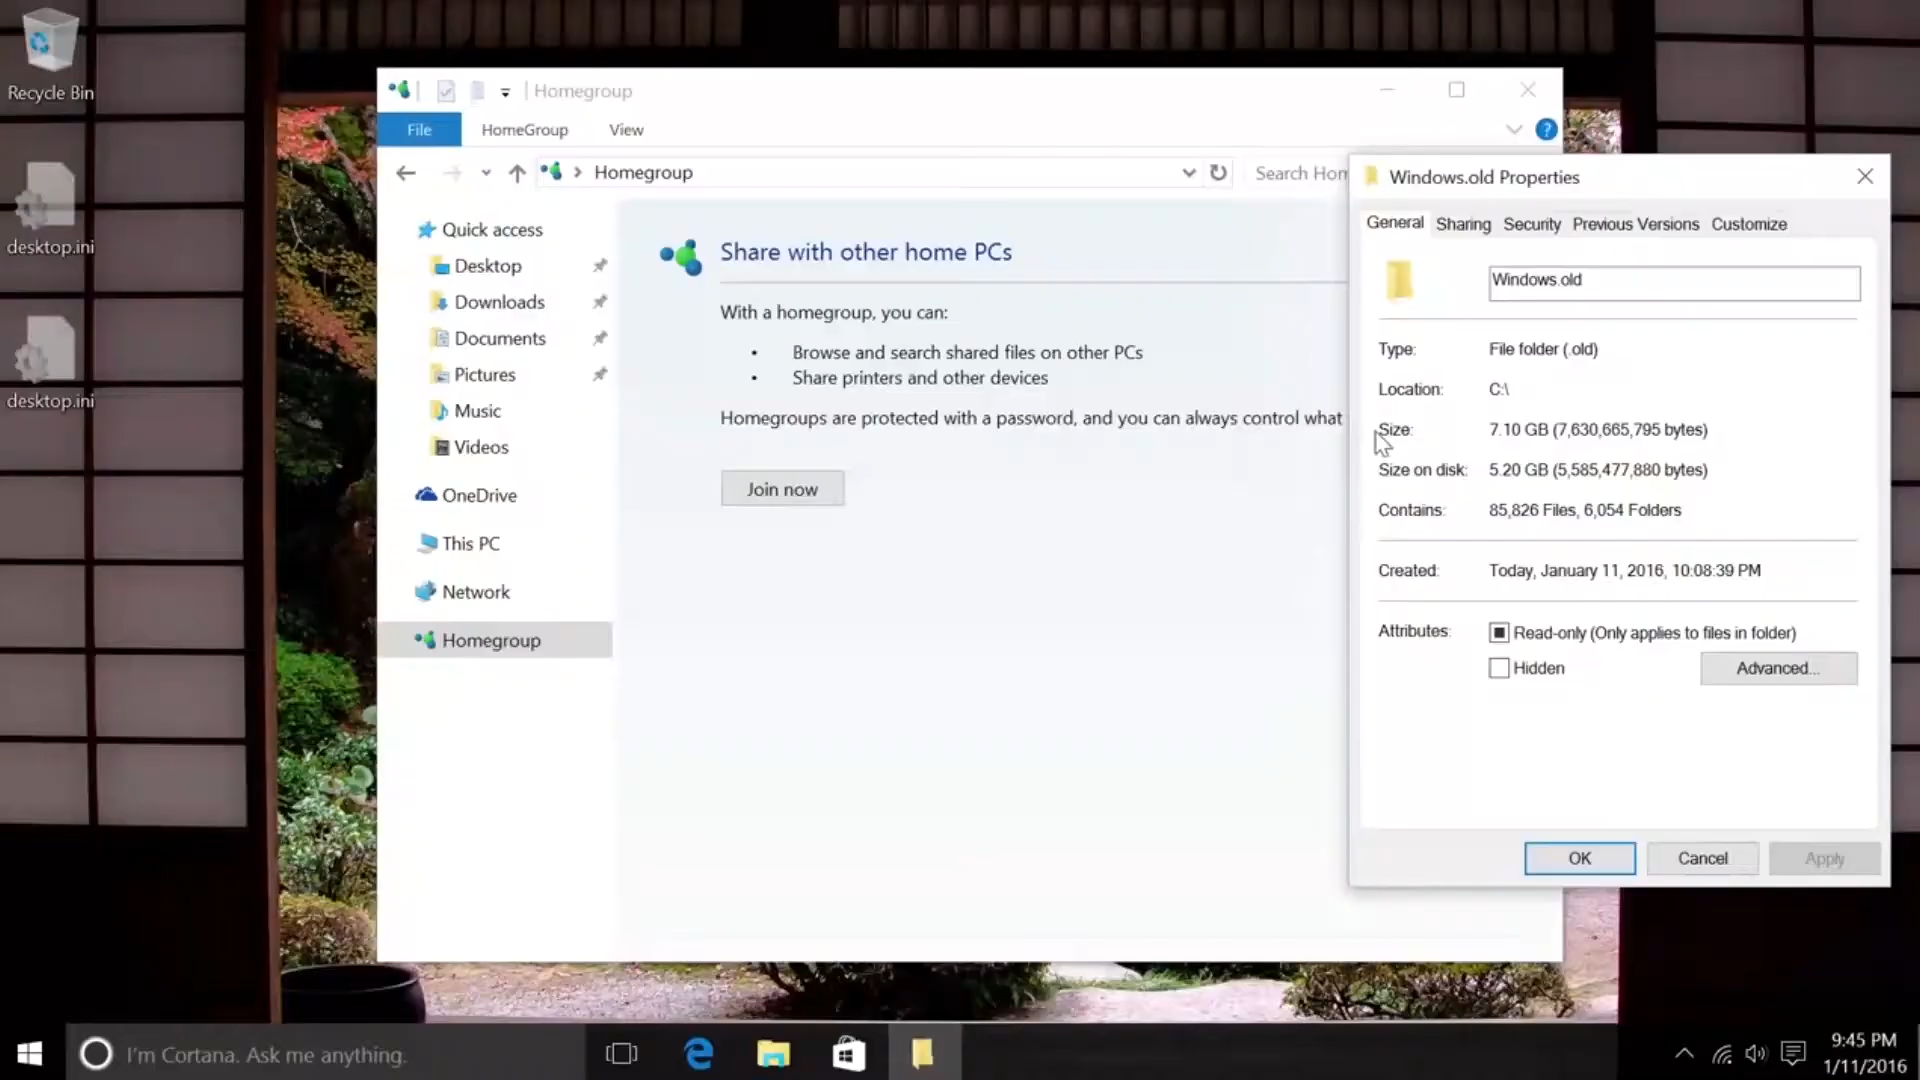 Recycle Bin
desktop.ini
desktop.ini
Homegroup
File
HomeGroup
View
?
Homegroup
Search Hom
Quick access
Desktop
Downloads
Documents
Pictures
Music
Videos
OneDrive
This PC
Network
Homegroup
Share with other home PCs
With a homegroup, you can:
• Browse and search shared files on other PCs
• Share printers and other devices
Homegroups are protected with a password, and you can always control what
Join now
Windows.old Properties
General Sharing Security Previous Versions Customize
Windows.old
Type: File folder (.old)
Location: C:\
Size: 7.10 GB (7,630,665,795 bytes)
Size on disk: 5.20 GB (5,585,477,880 bytes)
Contains: 85,826 Files, 6,054 Folders
Created: Today, January 11, 2016, 10:08:39 PM
Attributes: Read-only (Only applies to files in folder)
Hidden Advanced...
OK Cancel Apply
I'm Cortana. Ask me anything.
9:45 PM
1/11/2016